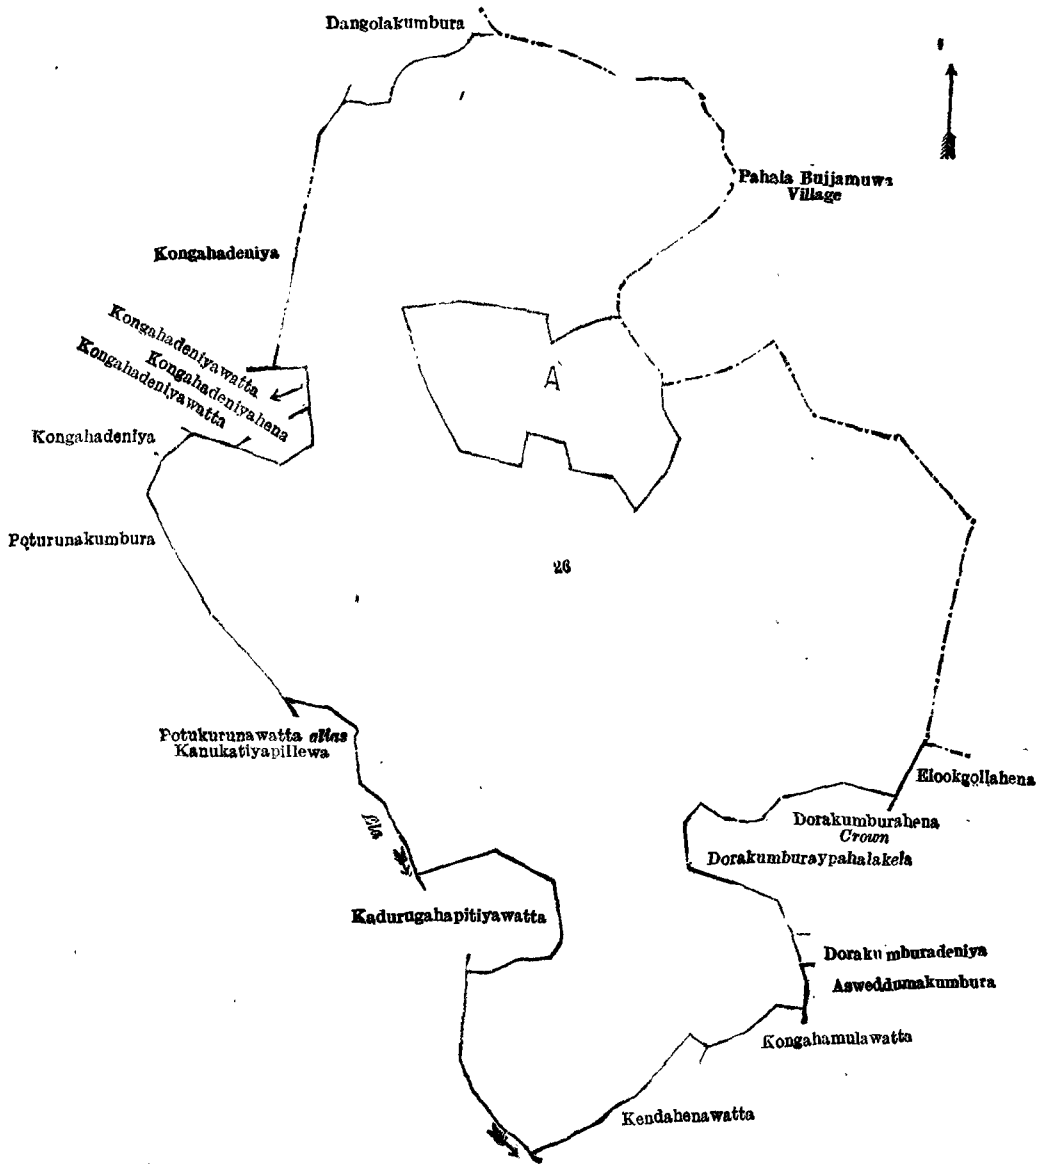 Dangolakumbura
Pahala Bujjamuwa
Village
Kongahadeniya
Kongahadeniyawatta
Kongahadeniyahena
Kongahadeniyawatta
A
Kongahadeniya
Poturunakumbura
26
Potukurunawatta alias
Kanukatiyapillewa
Elookgollahena
Ela
Dorakumburahena
Crown
Dorakumburaypahalakela
Kadurugahapitiyawatta
Dorakumburadeniya
Asweddumakumbura
Kongahamulawatta
Kendahenawatta